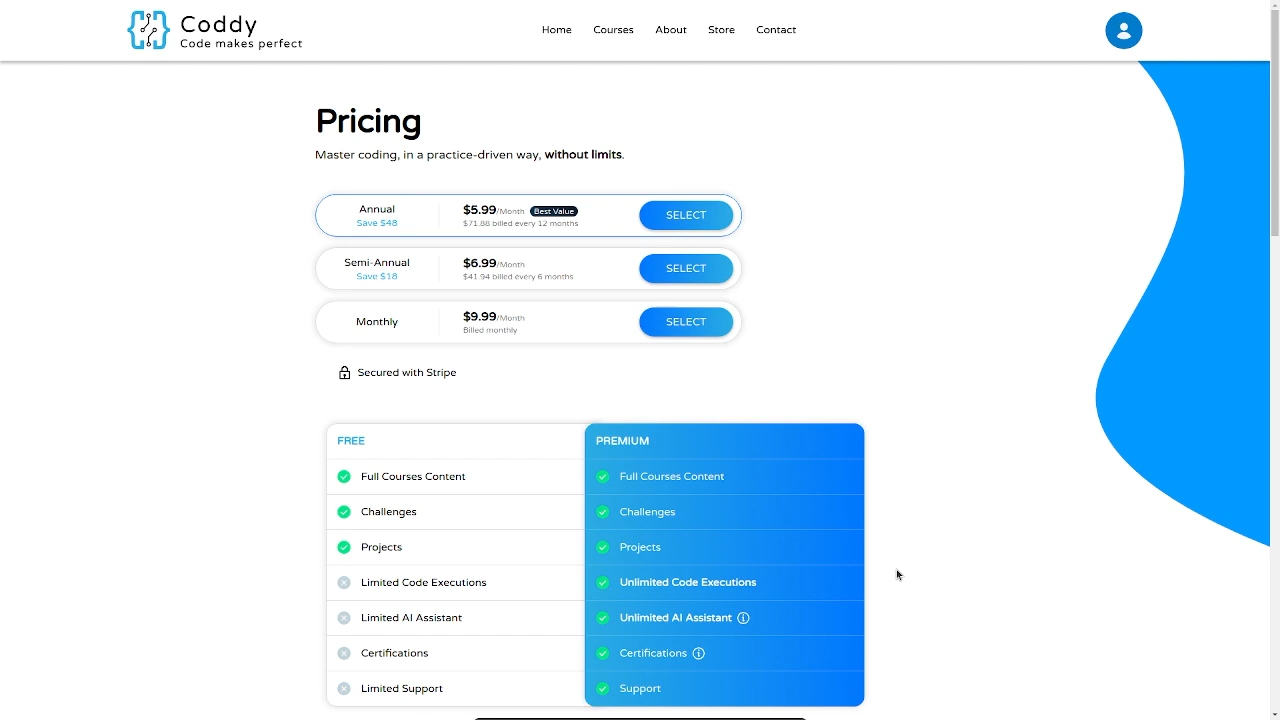 Coddy
Code makes perfect
Home Courses About Store Contact
Pricing
Master coding, in a practice-driven way, without limits.
Annual
Save $48
$5.99/Month Best Value
$71.88 billed every 12 months
SELECT
Semi-Annual
Save $18
$6.99/Month
$41.94 billed every 6 months
SELECT
Monthly
$9.99/Month
Billed monthly
SELECT
Secured with Stripe
FREE
Full Courses Content
Challenges
Projects
Limited Code Executions
Limited AI Assistant
Certifications
Limited Support
PREMIUM
Full Courses Content
Challenges
Projects
Unlimited Code Executions
Unlimited AI Assistant
Certifications
Support